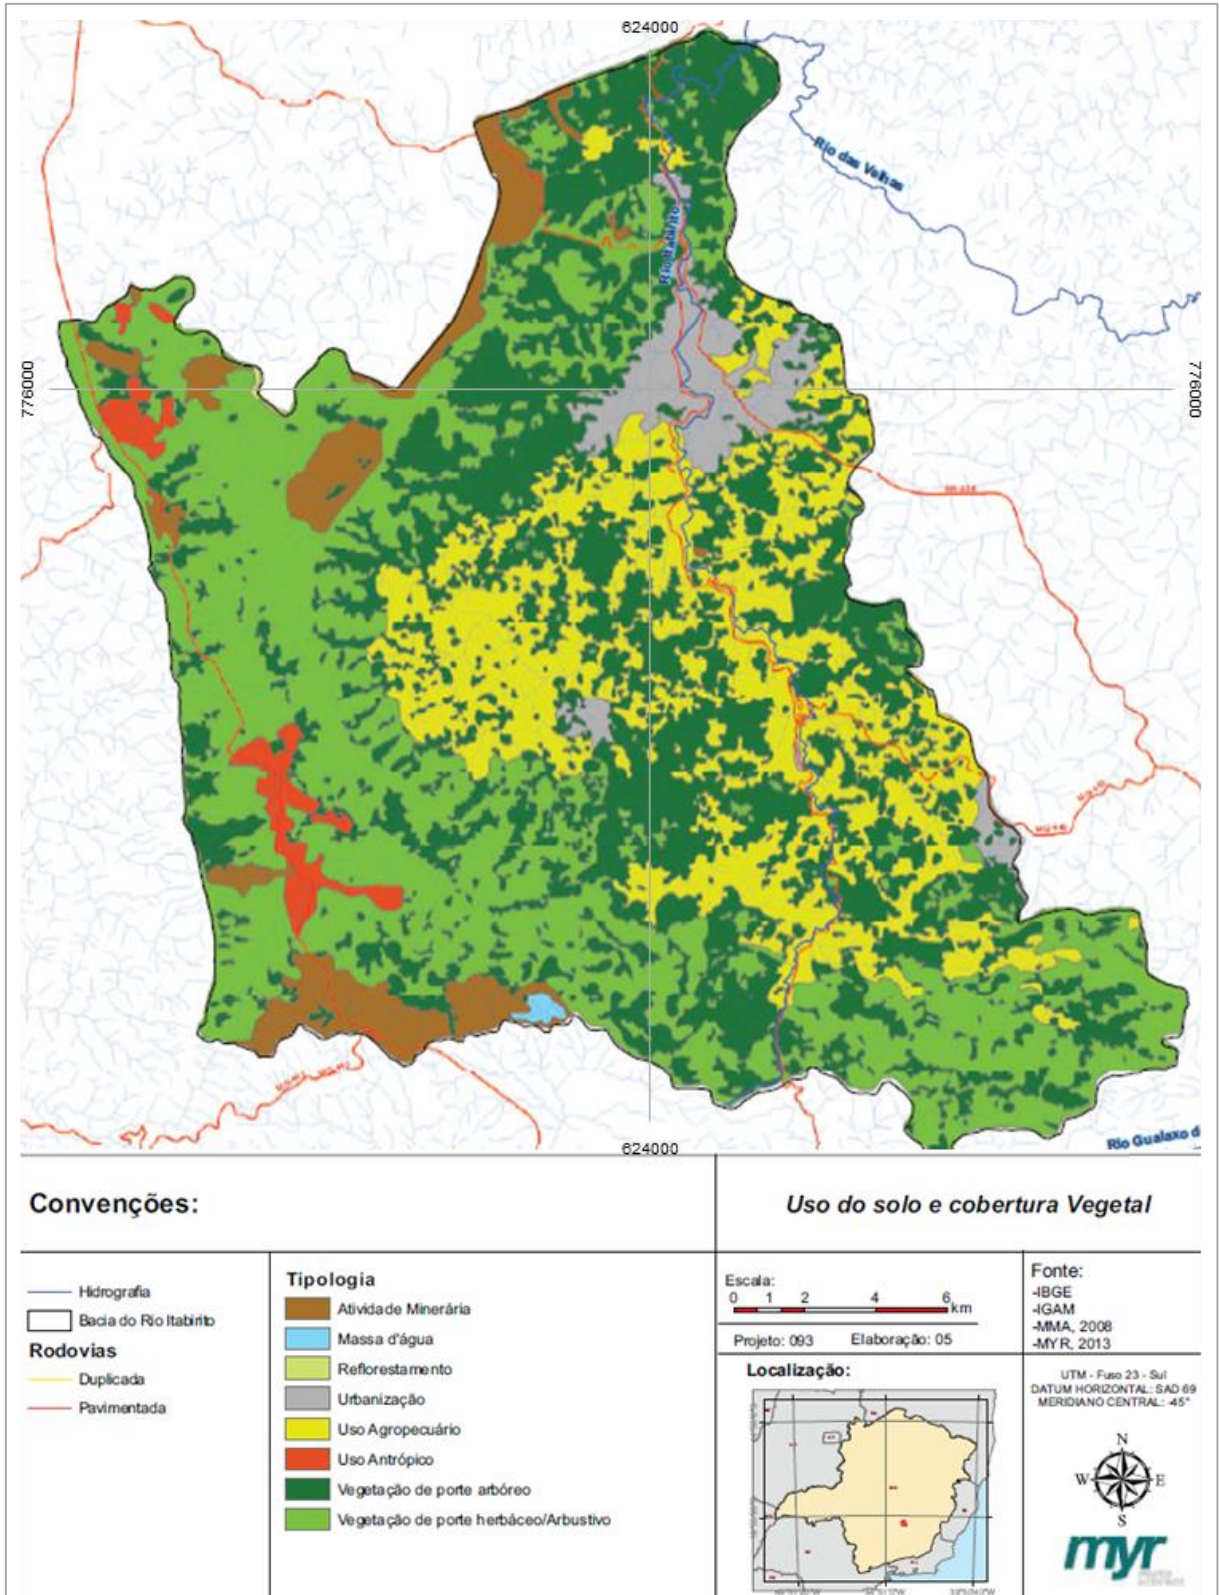 624000
Rio das Velhas
Rio Itabirito
776000
776000
624000
Rio Gualaxo d
Convenções:
Uso do solo e cobertura Vegetal
Hidrografia
Bacia do Rio Itabirito
Rodovias
Duplicada
Pavimentada
Tipologia
Atividade Minerária
Massa d'água
Reflorestamento
Urbanização
Uso Agropecuário
Uso Antrópico
Vegetação de porte arbóreo
Vegetação de porte herbáceo/Arbustivo
Escala:
0 1 2 4 6 km
Projeto: 093 Elaboração: 05
Localização:
Fonte:
-IBGE
-IGAM
-MMA, 2008
-MYR, 2013
UTM - Fuso 23 - Sul
DATUM HORIZONTAL: SAD 69
MERIDIANO CENTRAL: -45°
N
W E
S
myr